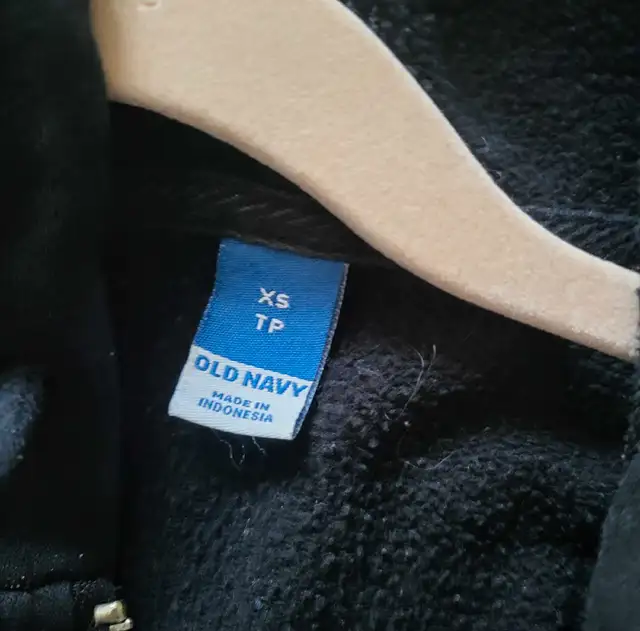 XS
TP
OLD NAVY
MADE IN
INDONESIA